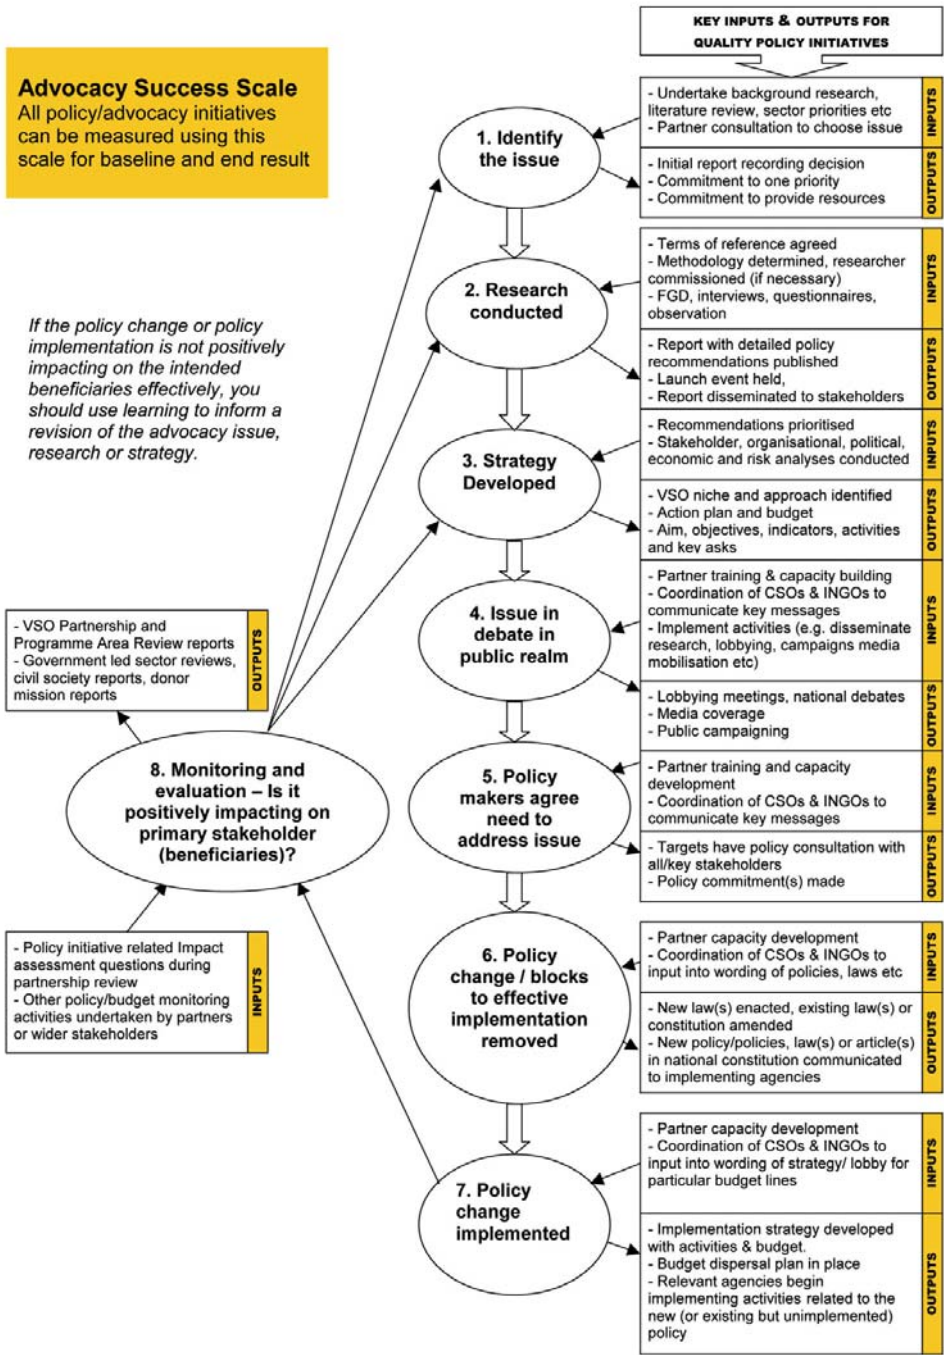 KEY INPUTS & OUTPUTS FOR
QUALITY POLICY INITIATIVES
Advocacy Success Scale
All policy/advocacy initiatives
can be measured using this
scale for baseline and end result
If the policy change or policy
implementation is not positively
impacting on the intended
beneficiaries effectively, you
should use learning to inform a
revision of the advocacy issue,
research or strategy.
1. Identify
the issue
- Undertake background research,
literature review, sector priorities etc
- Partner consultation to choose issue
INPUTS
- Initial report recording decision
- Commitment to one priority
- Commitment to provide resources
OUTPUTS
2. Research
conducted
- Terms of reference agreed
- Methodology determined, researcher
commissioned (if necessary)
- FGD, interviews, questionnaires,
observation
INPUTS
- Report with detailed policy
recommendations published
- Launch event held,
- Report disseminated to stakeholders
OUTPUTS
3. Strategy
Developed
- Recommendations prioritised
- Stakeholder, organisational, political,
economic and risk analyses conducted
INPUTS
- VSO niche and approach identified
- Action plan and budget
- Aim, objectives, indicators, activities
and key asks
OUTPUTS
4. Issue in
debate in
public realm
- Partner training & capacity building
- Coordination of CSOs & INGOs to
communicate key messages
- Implement activities (e.g. disseminate
research, lobbying, campaigns media
mobilisation etc)
INPUTS
- Lobbying meetings, national debates
- Media coverage
- Public campaigning
OUTPUTS
5. Policy
makers agree
need to
address issue
- Partner training and capacity
development
- Coordination of CSOs & INGOs to
communicate key messages
INPUTS
- Targets have policy consultation with
all/key stakeholders
- Policy commitment(s) made
OUTPUTS
6. Policy
change / blocks
to effective
implementation
removed
- Partner capacity development
- Coordination of CSOs & INGOs to
input into wording of policies, laws etc
INPUTS
- New law(s) enacted, existing law(s) or
constitution amended
- New policy/policies, law(s) or article(s)
in national constitution communicated
to implementing agencies
OUTPUTS
7. Policy
change
implemented
- Partner capacity development
- Coordination of CSOs & INGOs to
input into wording of strategy/ lobby for
particular budget lines
INPUTS
- Implementation strategy developed
with activities & budget.
- Budget dispersal plan in place
- Relevant agencies begin
implementing activities related to the
new (or existing but unimplemented)
policy
OUTPUTS
- VSO Partnership and
Programme Area Review reports
- Government led sector reviews,
civil society reports, donor
mission reports
OUTPUTS
8. Monitoring and
evaluation – Is it
positively impacting on
primary stakeholder
(beneficiaries)?
- Policy initiative related Impact
assessment questions during
partnership review
- Other policy/budget monitoring
activities undertaken by partners
or wider stakeholders
INPUTS